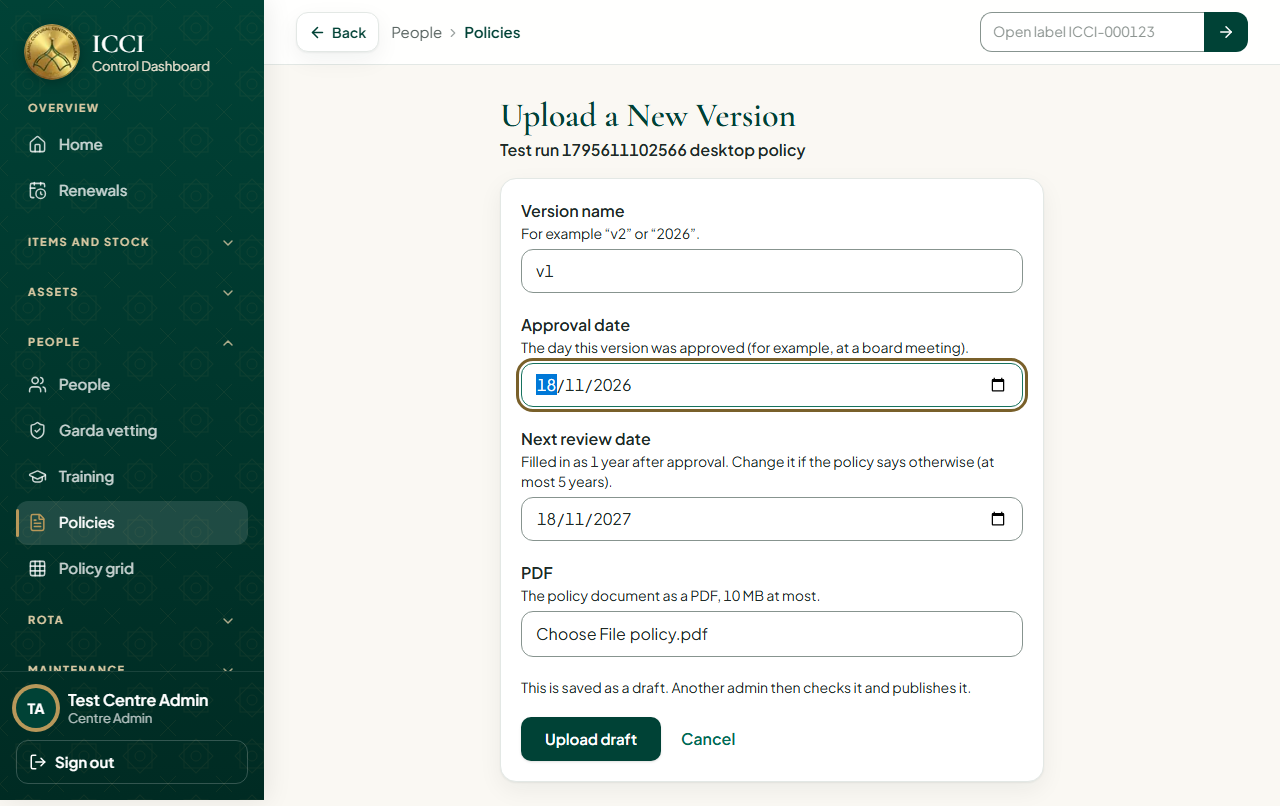 ICCI
Control Dashboard
OVERVIEW
Home
Renewals
ITEMS AND STOCK
ASSETS
PEOPLE
People
Garda vetting
Training
Policies
Policy grid
ROTA
MAINTENANCE
TA
Test Centre Admin
Centre Admin
Sign out
Back
People
Policies
Open label ICCI-000123
Upload a New Version
Test run 1795611102566 desktop policy
Version name
For example “v2” or “2026”.
v1
Approval date
The day this version was approved (for example, at a board meeting).
18/11/2026
Next review date
Filled in as 1 year after approval. Change it if the policy says otherwise (at
most 5 years).
18/11/2027
PDF
The policy document as a PDF, 10 MB at most.
Choose File policy.pdf
This is saved as a draft. Another admin then checks it and publishes it.
Upload draft
Cancel